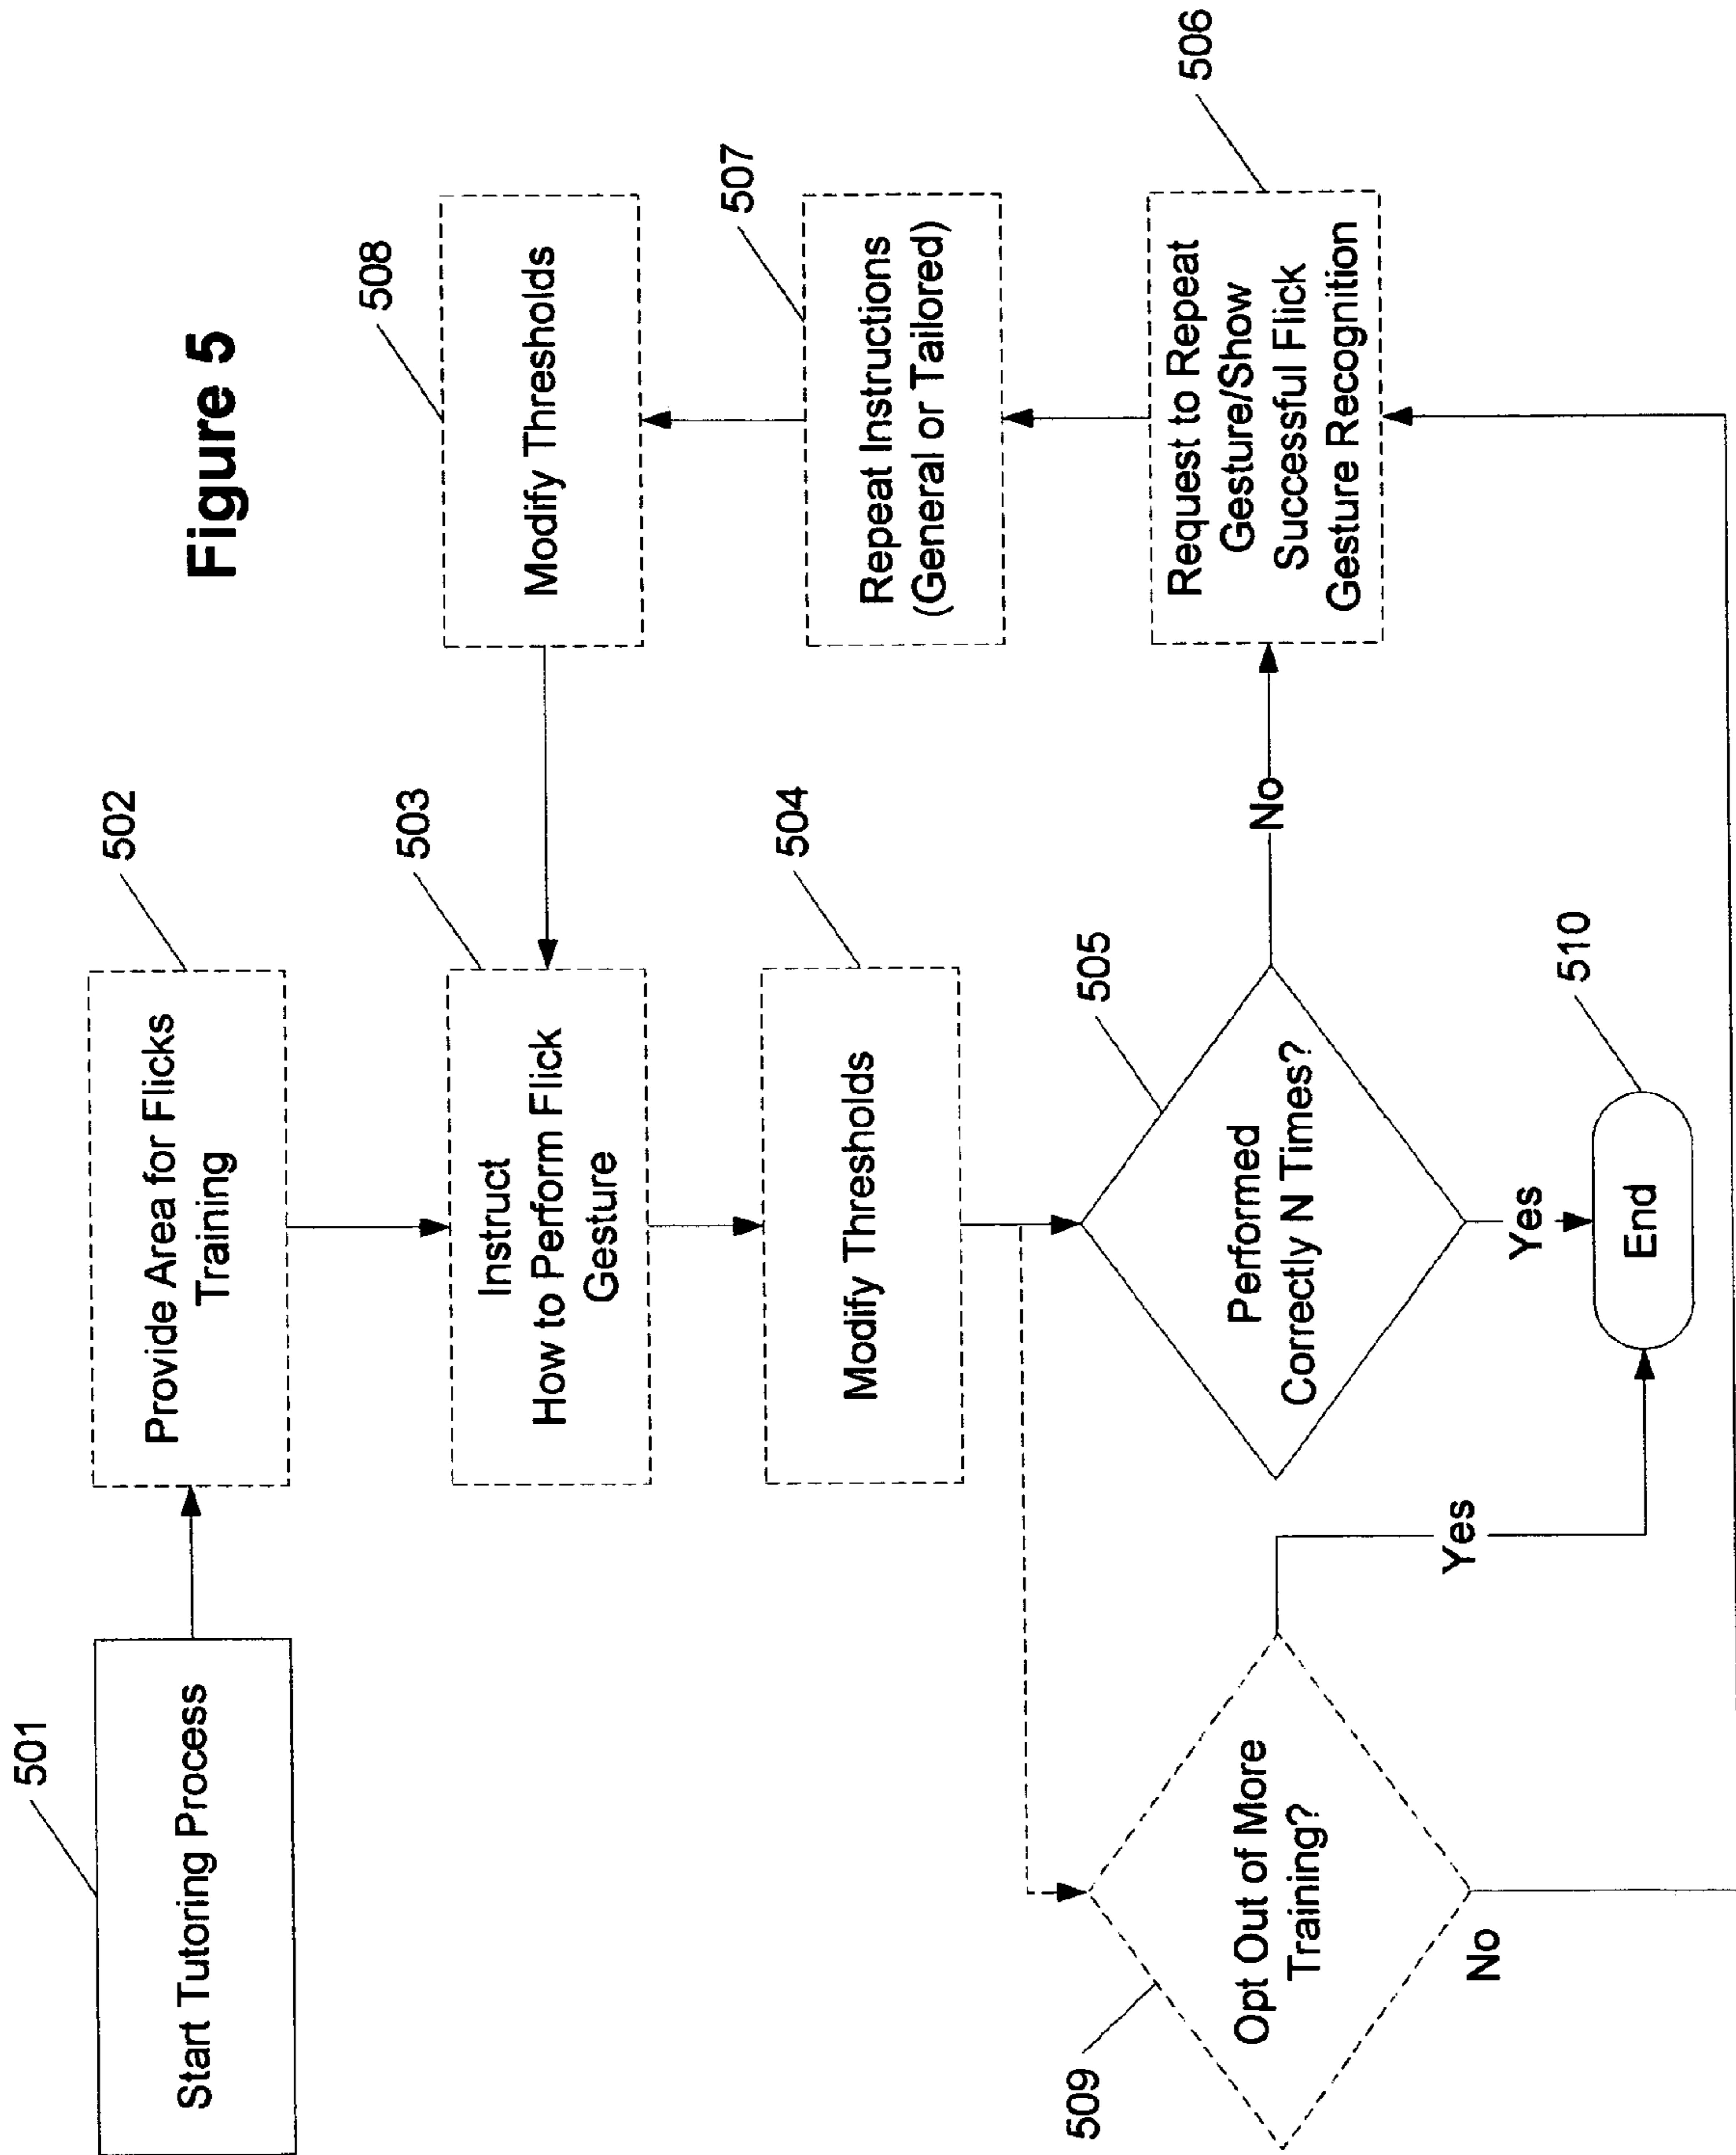 Figure 5
501
Start Tutoring Process
502
Provide Area for Flicks
Training
503
Instruct
How to Perform Flick
Gesture
504
Modify Thresholds
505
Performed
Correctly N Times?
No
Yes
506
Request to Repeat
Gesture/Show
Successful Flick
Gesture Recognition
507
Repeat Instructions
(General or Tailored)
508
Modify Thresholds
509
Opt Out of More
Training?
No
Yes
510
End